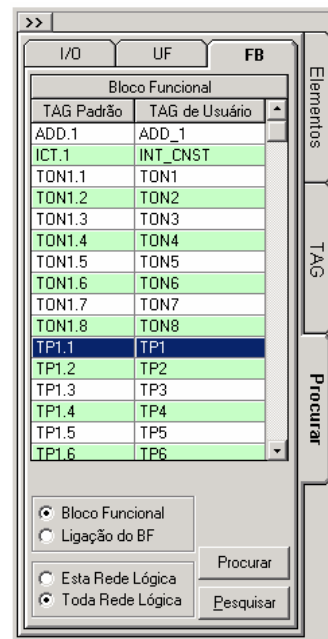 >>
I/O UF FB
Bloco Funcional
TAG Padrão TAG de Usuário
ADD.1 ADD_1
ICT.1 INT_CNST
TON1.1 TON1
TON1.2 TON2
TON1.3 TON3
TON1.4 TON4
TON1.5 TON5
TON1.6 TON6
TON1.7 TON7
TON1.8 TON8
TP1.1 TP1
TP1.2 TP2
TP1.3 TP3
TP1.4 TP4
TP1.5 TP5
TP1.6 TP6
Bloco Funcional
Ligação do BF
Procurar
Esta Rede Lógica
Toda Rede Lógica
Pesquisar
Elementos
TAG
Procurar